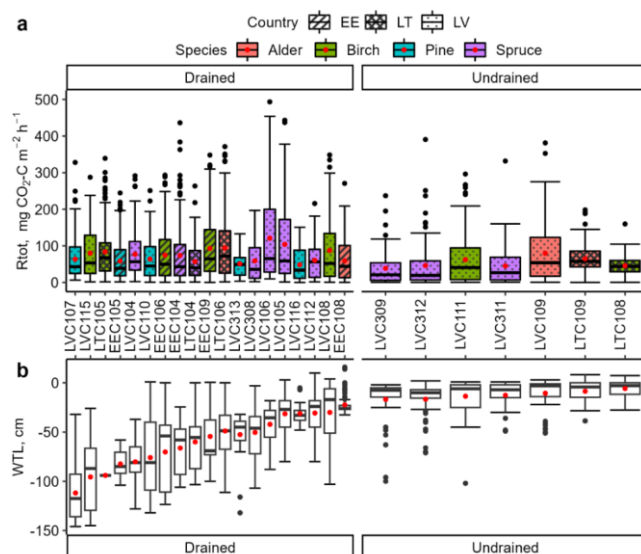 Country EE LT LV
a
Species Alder Birch Pine Spruce
Drained Undrained
Rtot, mg CO₂-C m⁻² h⁻¹
500
400
300
200
100
0
LVC107
LVC115
LTC105
EEC105
LVC104
LVC110
EEC106
EEC104
LTC104
EEC109
LTC106
LVC313
LVC308
LVC106
LVC105
LVC116
LVC112
LVC108
EEC108
LVC309
LVC312
LVC111
LVC311
LVC109
LTC109
LTC108
b
WTL, cm
0
-50
-100
-150
Drained Undrained